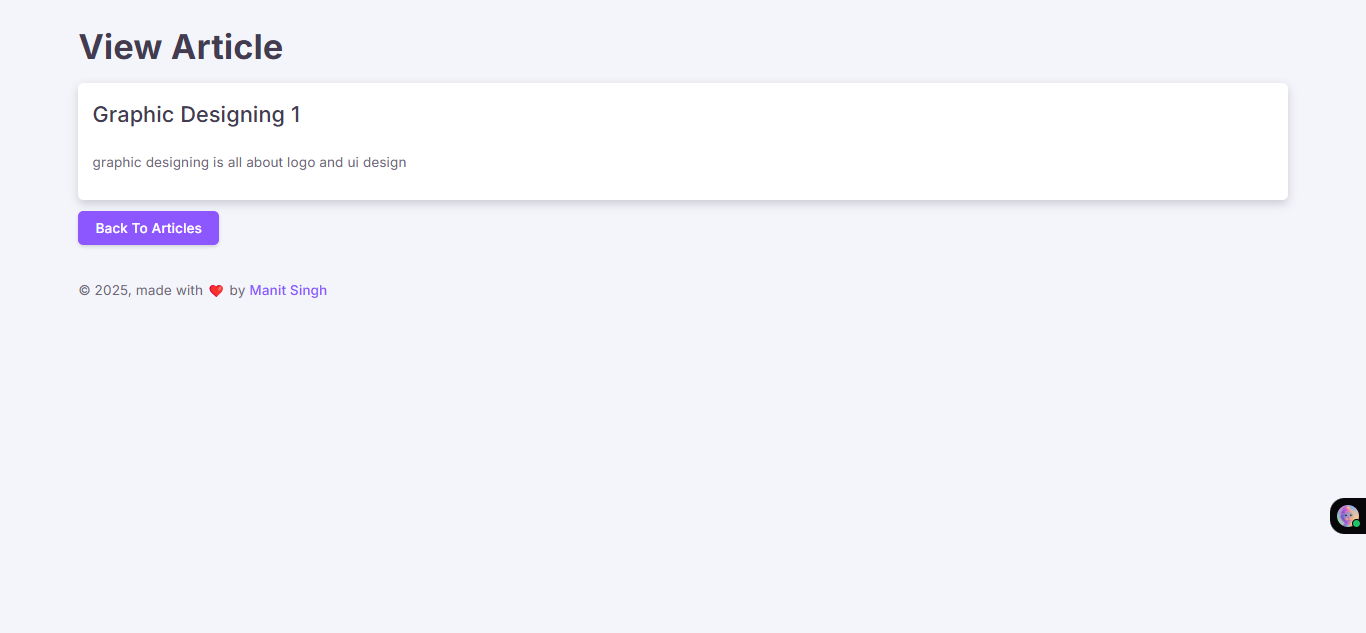 View Article
Graphic Designing 1
graphic designing is all about logo and ui design
Back To Articles
© 2025, made with ❤️ by Manit Singh